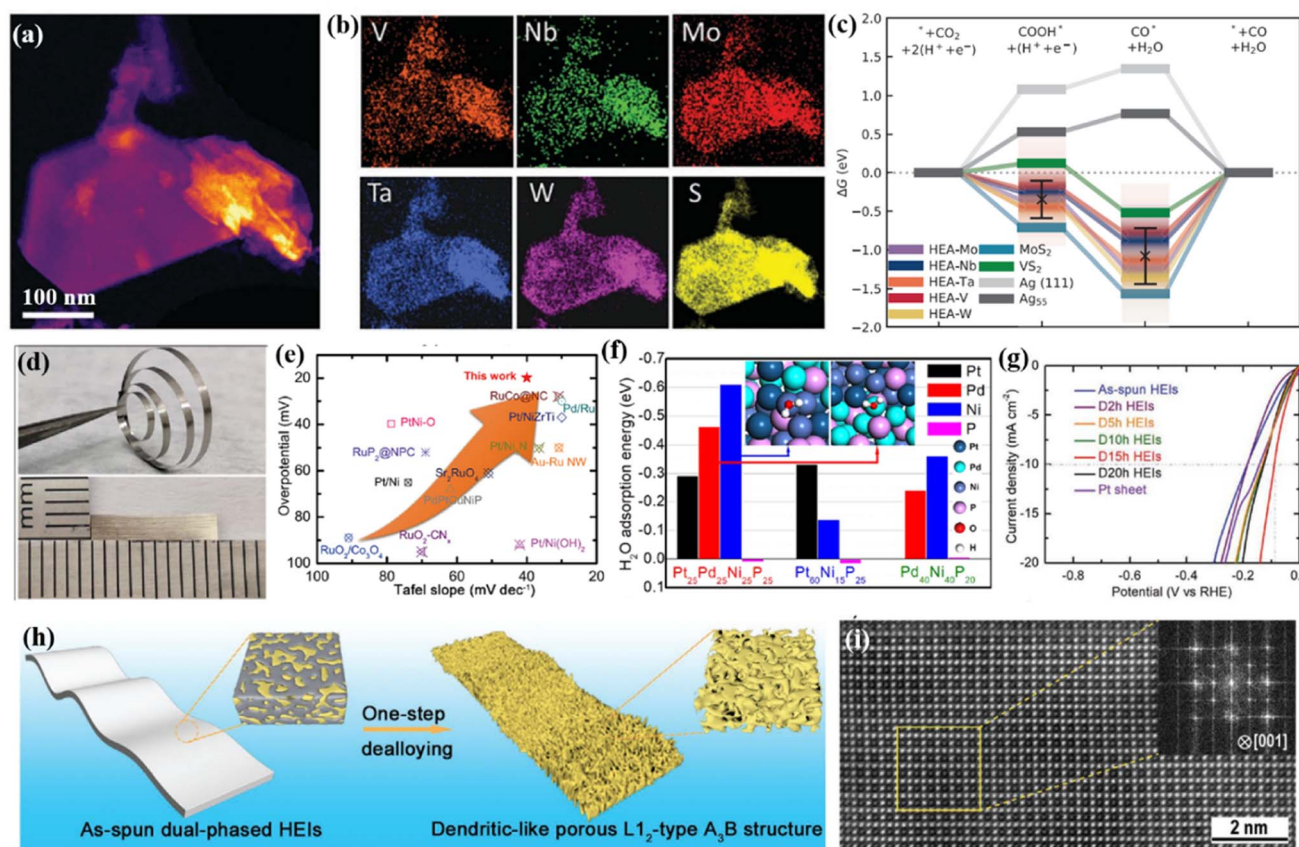 (a)
100 nm
(b)
V
Nb
Mo
Ta
W
S
(c)
*+CO2
+2(H++e−)
COOH*
+(H++e−)
CO*
+H2O
*+CO
+H2O
ΔG (eV)
2.0
1.5
1.0
0.5
0.0
-0.5
-1.0
-1.5
-2.0
HEA-Mo
HEA-Nb
HEA-Ta
HEA-V
HEA-W
MoS2
VS2
Ag (111)
Ag55
(d)
mm
(e)
Overpotential (mV)
20
40
60
80
100
This work
RuCo@NC
Pd/Ru
PtNi-O
Pt/NiZrTi
RuP2@NPC
Au-Ru NW
Sr2RuO4
Pt/Ni
PdPtCuNiP
RuO2/Co3O4
RuO2-CNx
Pt/Ni(OH)2
100 80 60 40 20
Tafel slope (mV dec-1)
(f)
H2O adsorption energy (eV)
-0.7
-0.6
-0.5
-0.4
-0.3
-0.2
-0.1
0.0
0.1
Pt
Pd
Ni
P
Pt
Pd
Ni
P
O
H
Pt25Pd25Ni25P25
Pt60Ni15P25
Pd40Ni40P20
(g)
Current density (mA cm-2)
0
-5
-10
-15
-20
As-spun HEIs
D2h HEIs
D5h HEIs
D10h HEIs
D15h HEIs
D20h HEIs
Pt sheet
-0.8 -0.6 -0.4 -0.2 0.0
Potential (V vs RHE)
(h)
One-step
dealloying
As-spun dual-phased HEIs
Dendritic-like porous L12-type A3B structure
(i)
⊗[001]
2 nm